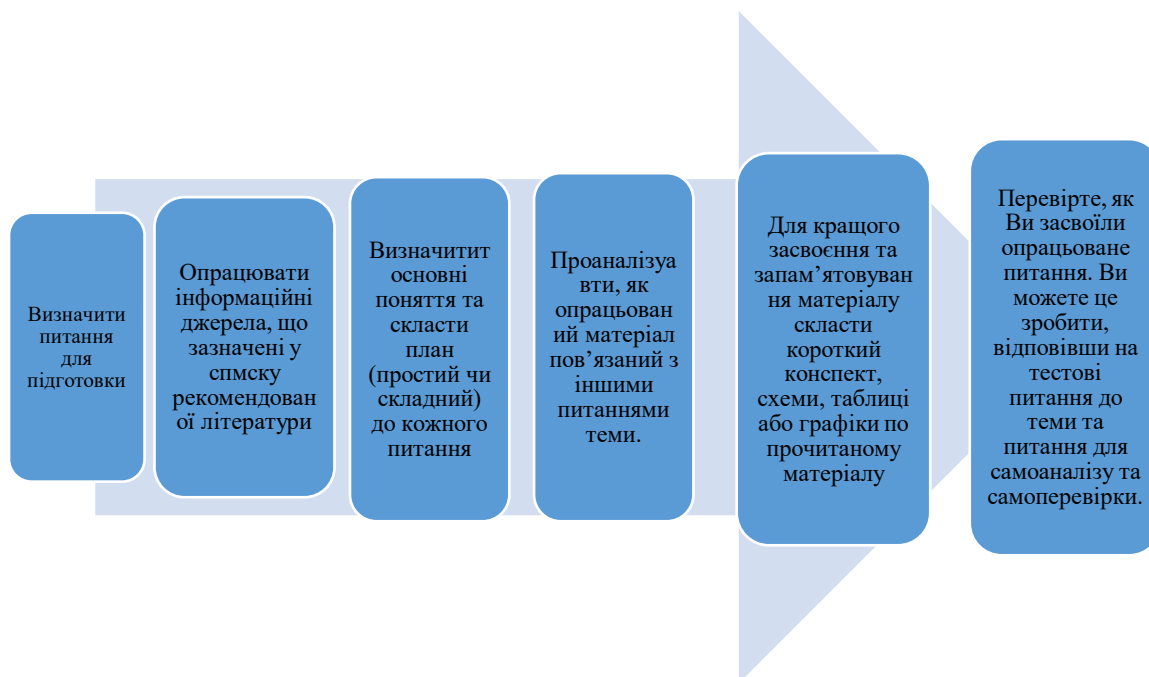 Визначити
питання
для
підготовки
Опрацювати
інформаційні
джерела, що
зазначені у
спмску
рекомендован
ої літератури
Визначитит
основні
поняття та
скласти
план
(простий чи
складний)
до кожного
питання
Проаналізуа
вти, як
опрацьован
ий матеріал
пов’язаний з
іншими
питаннями
теми.
Для кращого
засвоєння та
запам’ятовуван
ня матеріалу
скласти
короткий
конспект,
схеми, таблиці
або графіки по
прочитаному
матеріалу
Перевірте, як
Ви засвоїли
опрацьоване
питання. Ви
можете це
зробити,
відповівши на
тестові
питання до
теми та
питання для
самоаналізу та
самоперевірки.